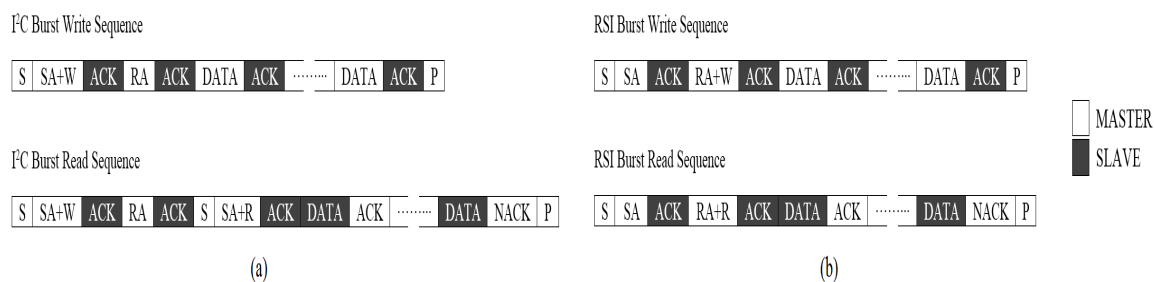 I²C Burst Write Sequence
S SA+W ACK RA ACK DATA ACK ......... DATA ACK P
I²C Burst Read Sequence
S SA+W ACK RA ACK S SA+R ACK DATA ACK ......... DATA NACK P
(a)
RSI Burst Write Sequence
S SA ACK RA+W ACK DATA ACK ......... DATA ACK P
RSI Burst Read Sequence
S SA ACK RA+R ACK DATA ACK ......... DATA NACK P
(b)
MASTER
SLAVE